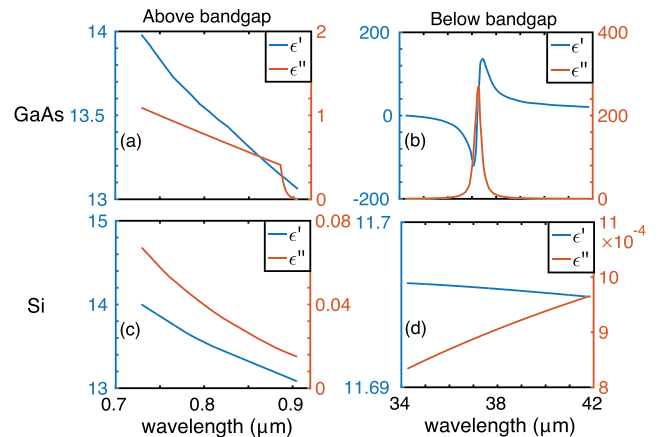 Above bandgap
Below bandgap
GaAs
14
13.5
13
2
1
0
ϵ'
ϵ''
(a)
200
0
-200
400
200
0
ϵ'
ϵ''
(b)
Si
15
14
13
0.08
0.04
0
ϵ'
ϵ''
(c)
0.7
0.8
0.9
wavelength (μm)
11.7
11.69
11
×10⁻⁴
10
9
8
ϵ'
ϵ''
(d)
34
38
42
wavelength (μm)